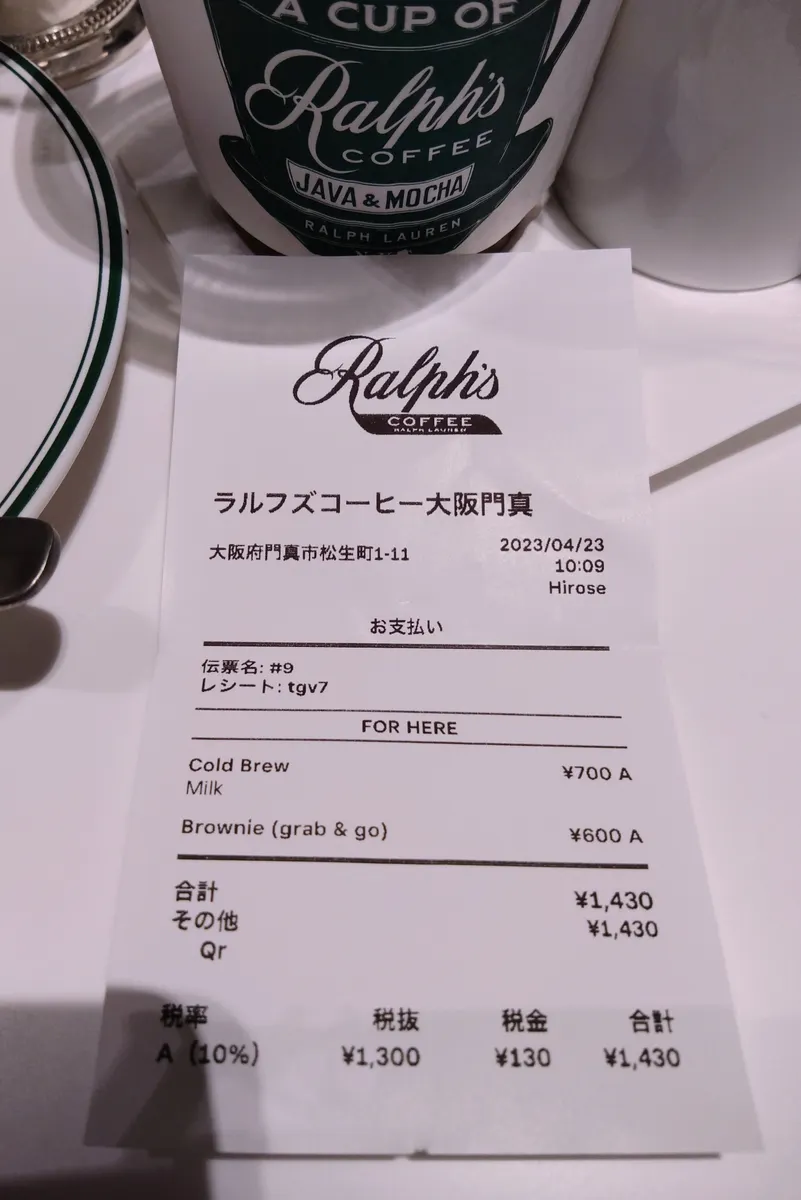 A CUP OF
Ralph's
COFFEE
JAVA & MOCHA
RALPH LAUREN
Ralph's
COFFEE
RALPH LAUREN
ラルフズコーヒー大阪門真
大阪府門真市松生町1-11
2023/04/23
10:09
Hirose
お支払い
伝票名: #9
レシート: tgv7
FOR HERE
Cold Brew ¥700 A
Milk
Brownie (grab & go) ¥600 A
合計 ¥1,430
その他 ¥1,430
Qr
税率 税抜 税金 合計
A (10%) ¥1,300 ¥130 ¥1,430